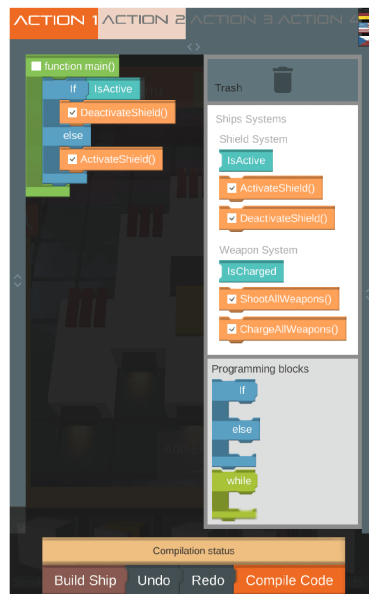 ACTION 1 ACTION 2 ACTION 3 ACTION 4
function main()
If IsActive
DeactivateShield()
else
ActivateShield()
Trash
Ships Systems
Shield System
IsActive
ActivateShield()
DeactivateShield()
Weapon System
IsCharged
ShootAllWeapons()
ChargeAllWeapons()
Programming blocks
If
else
while
Compilation status
Build Ship Undo Redo Compile Code